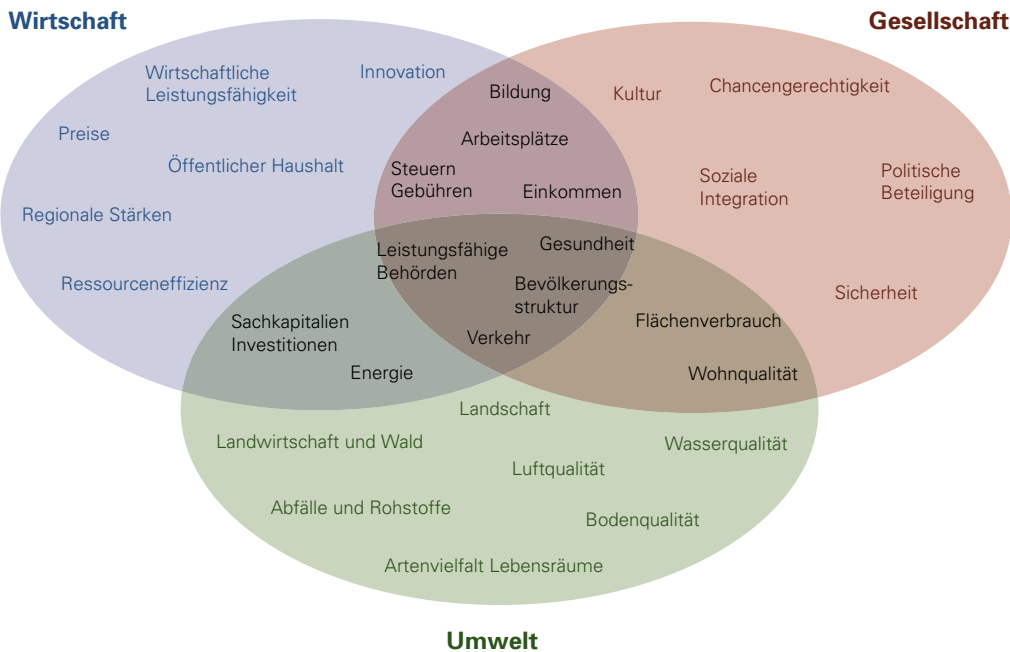 Wirtschaft
Gesellschaft
Wirtschaftliche
Leistungsfähigkeit
Innovation
Preise
Öffentlicher Haushalt
Regionale Stärken
Ressourceneffizienz
Bildung
Arbeitsplätze
Steuern
Gebühren
Einkommen
Kultur
Chancengerechtigkeit
Soziale
Integration
Politische
Beteiligung
Sicherheit
Leistungsfähige
Behörden
Gesundheit
Bevölkerungs-
struktur
Verkehr
Sachkapitalien
Investitionen
Energie
Flächenverbrauch
Wohnqualität
Landschaft
Landwirtschaft und Wald
Wasserqualität
Luftqualität
Abfälle und Rohstoffe
Bodenqualität
Artenvielfalt Lebensräume
Umwelt